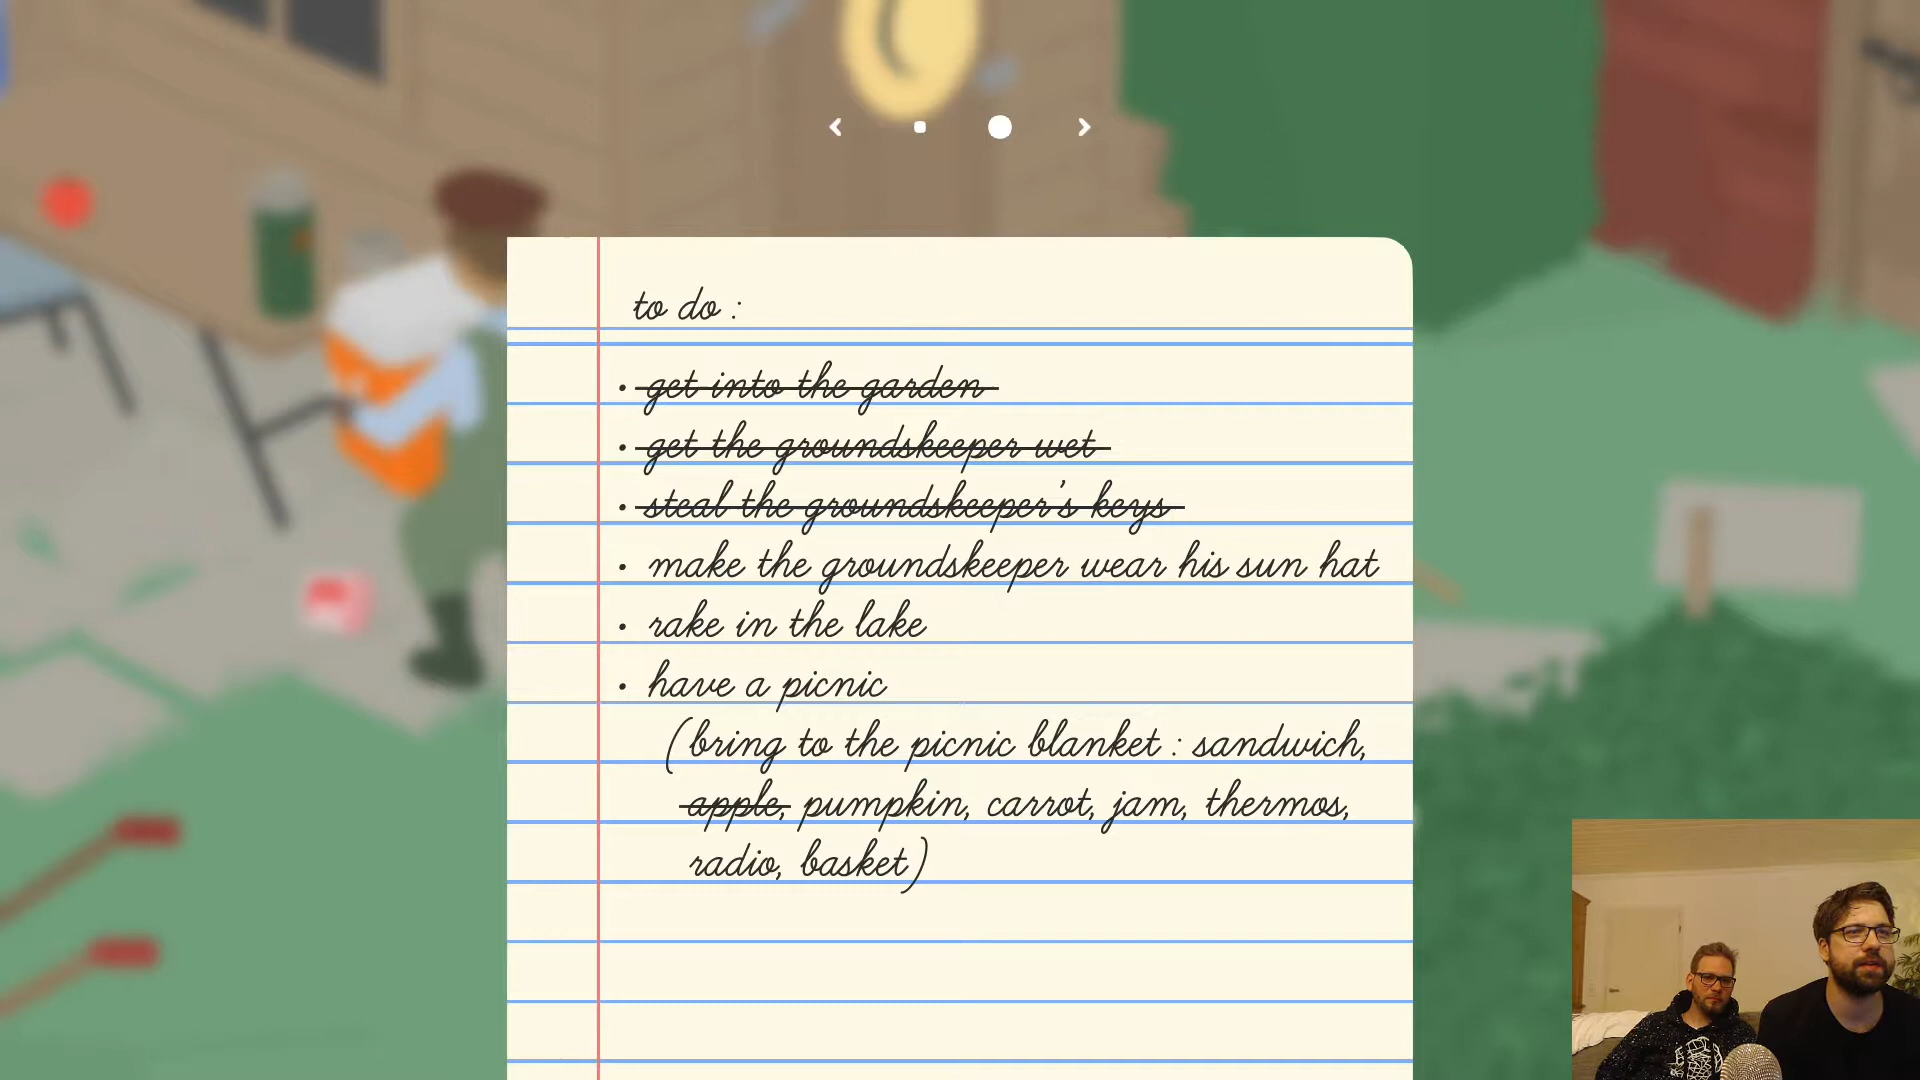 to do :
• get into the garden
• get the groundskeeper wet
• steal the groundskeeper's keys
• make the groundskeeper wear his sun hat
• rake in the lake
• have a picnic
(bring to the picnic blanket : sandwich,
apple, pumpkin, carrot, jam, thermos,
radio, basket)